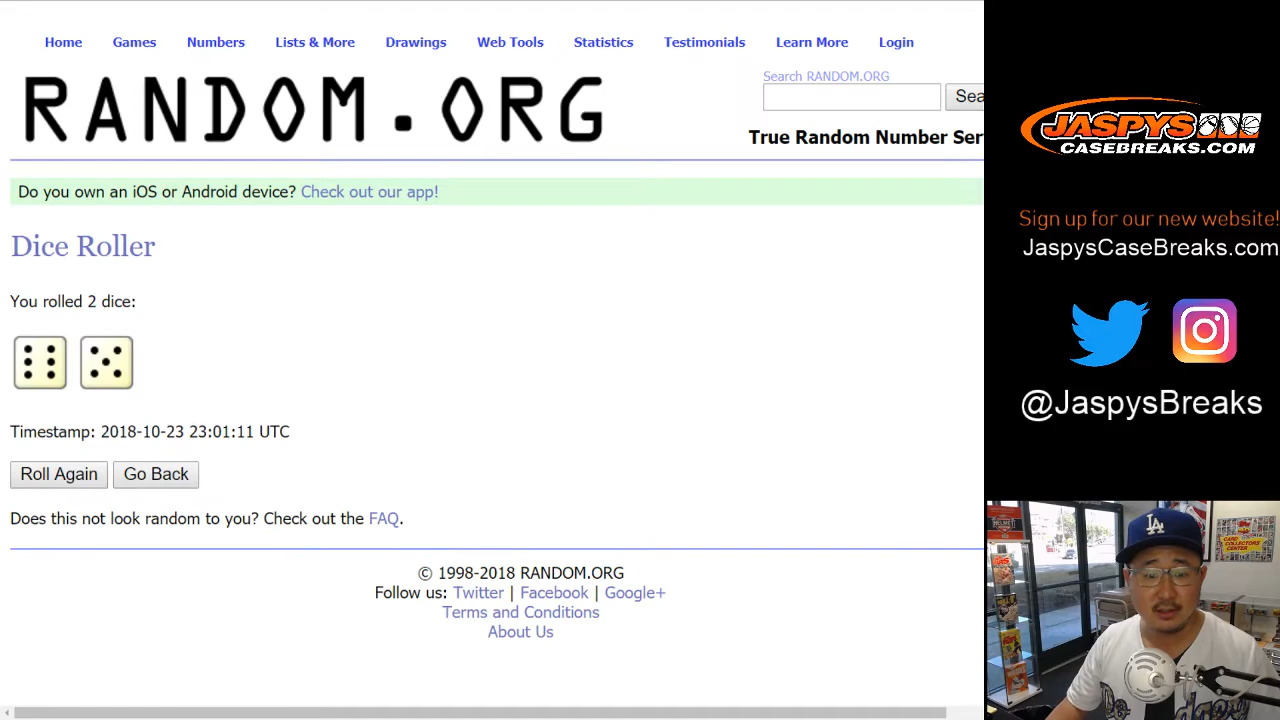 Home Games Numbers Lists & More Drawings Web Tools Statistics Testimonials Learn More Login
RANDOM.ORG
Search RANDOM.ORG
Sea
True Random Number Ser
Do you own an iOS or Android device? Check out our app!
Dice Roller
You rolled 2 dice:
Timestamp: 2018-10-23 23:01:11 UTC
Roll Again Go Back
Does this not look random to you? Check out the FAQ.
© 1998-2018 RANDOM.ORG
Follow us: Twitter | Facebook | Google+
Terms and Conditions
About Us
JASPYS
CASEBREAKS.COM
Sign up for our new website!
JaspysCaseBreaks.com
@JaspysBreaks
LA
CARD
COLLECTORS
CENTER